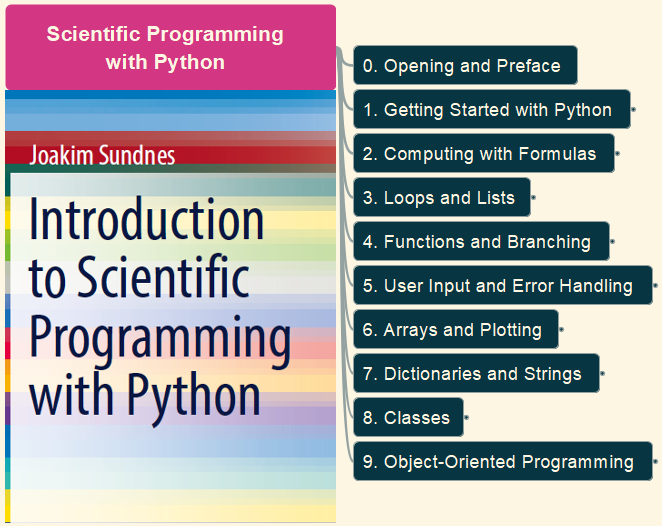 Scientific Programming
with Python
Joakim Sundnes
Introduction
to Scientific
Programming
with Python
0. Opening and Preface
1. Getting Started with Python
2. Computing with Formulas
3. Loops and Lists
4. Functions and Branching
5. User Input and Error Handling
6. Arrays and Plotting
7. Dictionaries and Strings
8. Classes
9. Object-Oriented Programming